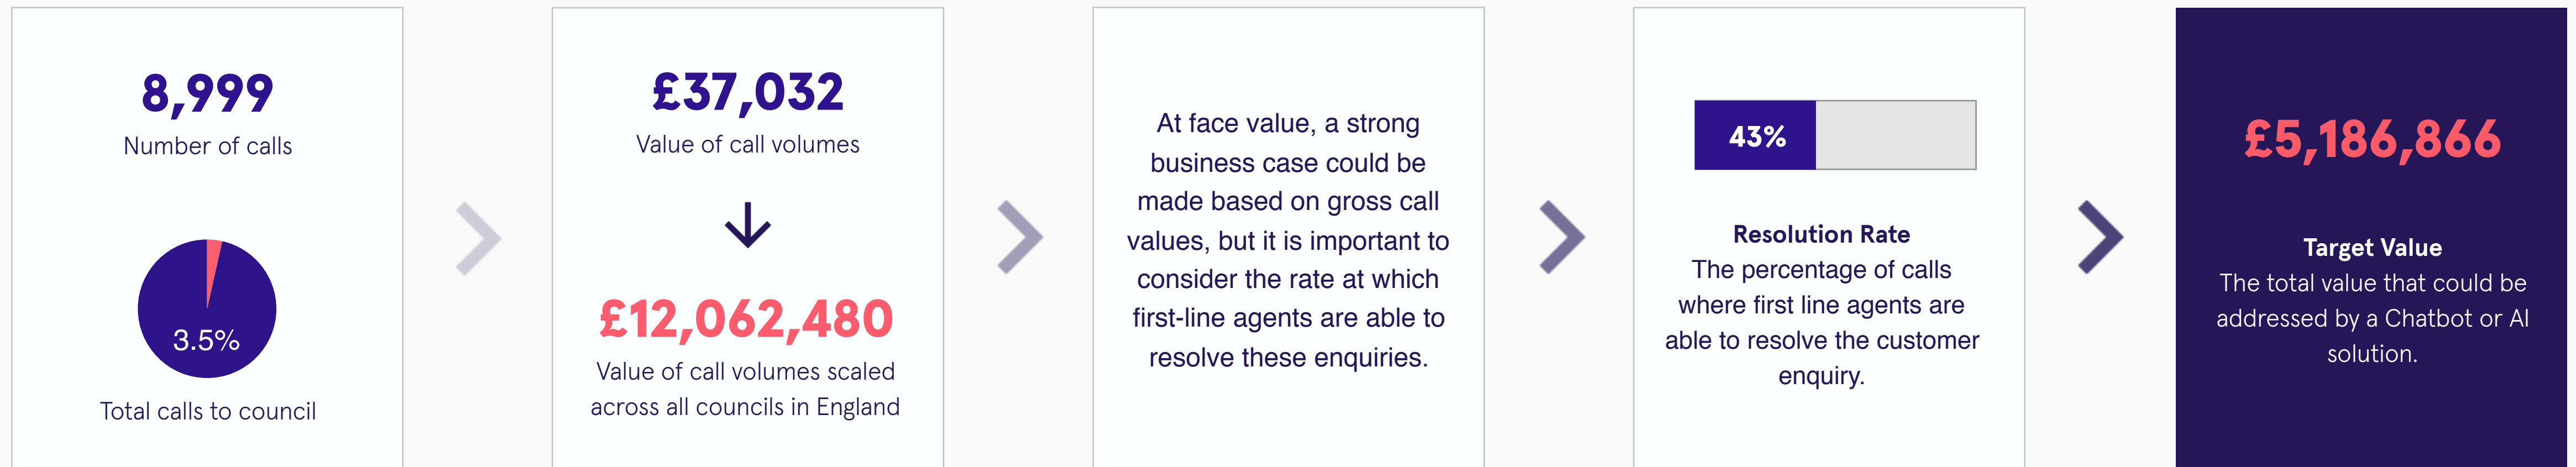 8,999
Number of calls
3.5%
Total calls to council
£37,032
Value of call volumes
£12,062,480
Value of call volumes scaled
across all councils in England
At face value, a strong
business case could be
made based on gross call
values, but it is important to
consider the rate at which
first-line agents are able to
resolve these enquiries.
43%
Resolution Rate
The percentage of calls
where first line agents are
able to resolve the customer
enquiry.
£5,186,866
Target Value
The total value that could be
addressed by a Chatbot or AI
solution.